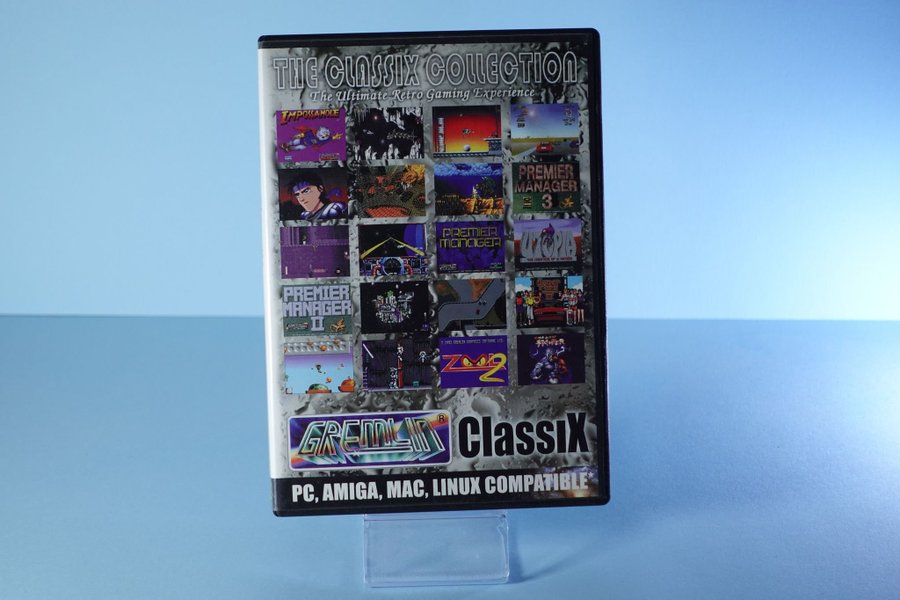 THE CLASSIX COLLECTION
The Ultimate Retro Gaming Experience
IMPOSSAMOLE
PREMIER
MANAGER
3
PREMIER
MANAGER
UTOPIA
PREMIER
MANAGER
II
ZOOL
2
GREMLIN®
ClassiX
PC, AMIGA, MAC, LINUX COMPATIBLE